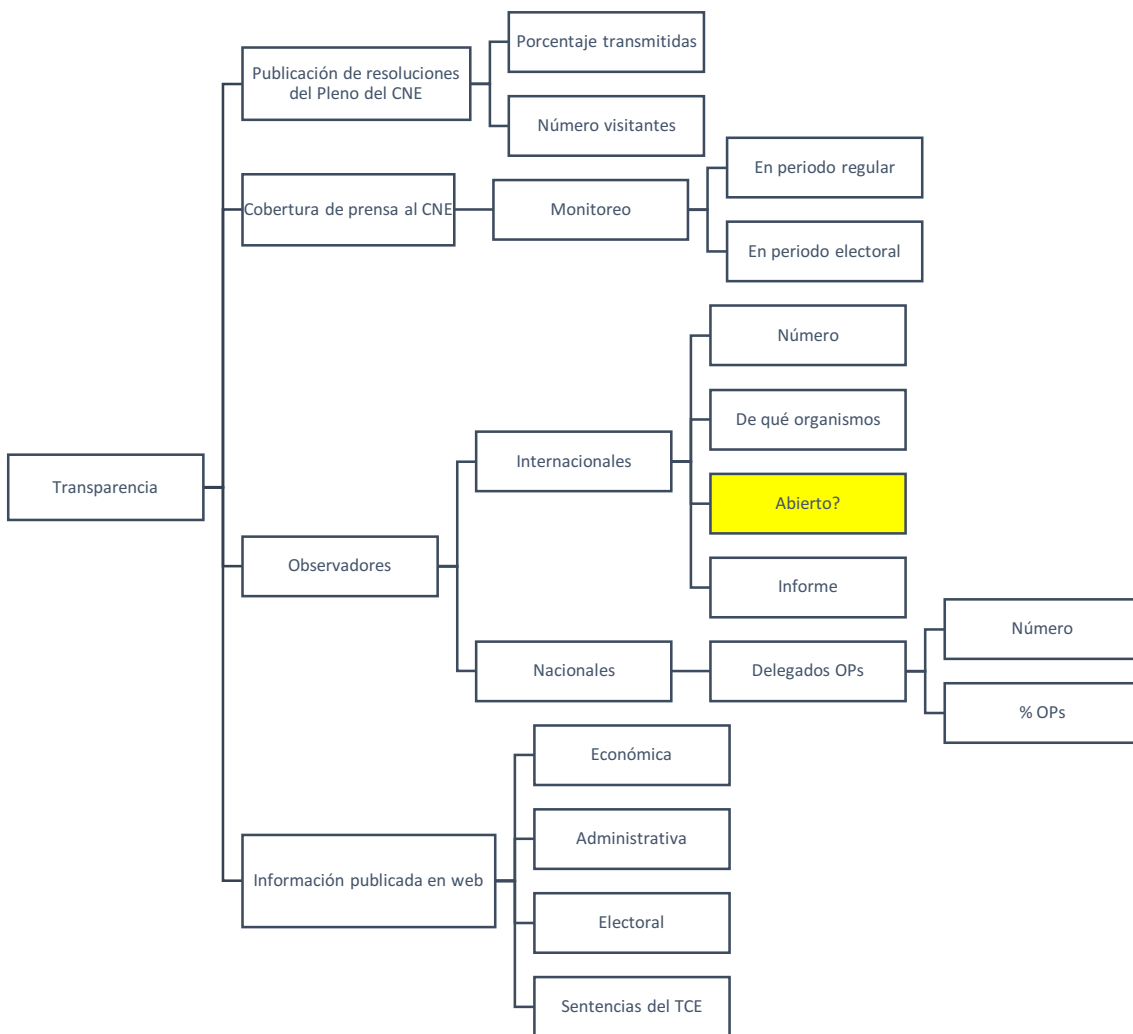 Transparencia
Publicación de resoluciones
del Pleno del CNE
Porcentaje transmitidas
Número visitantes
Cobertura de prensa al CNE
Monitoreo
En periodo regular
En periodo electoral
Observadores
Internacionales
Número
De qué organismos
Abierto?
Informe
Nacionales
Delegados OPs
Número
% OPs
Información publicada en web
Económica
Administrativa
Electoral
Sentencias del TCE